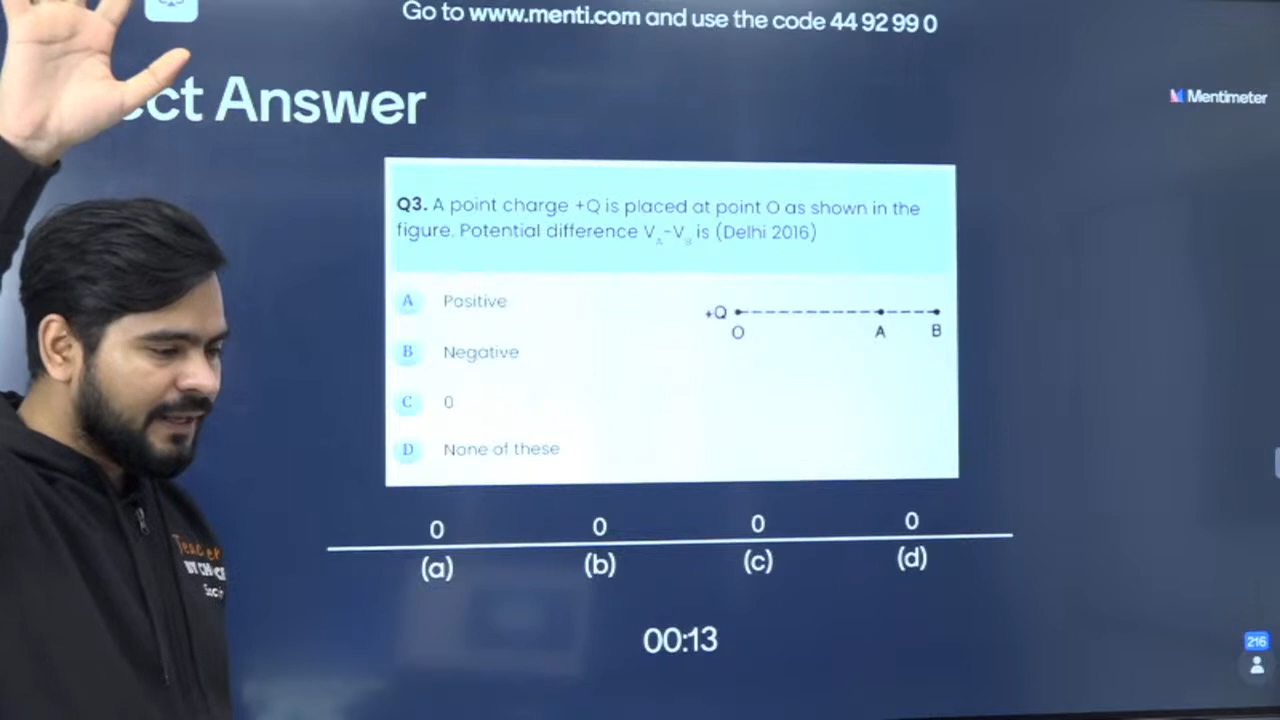 Go to www.menti.com and use the code 44 92 99 0
ct Answer
Mentimeter
Q3. A point charge +Q is placed at point O as shown in the
figure. Potential difference V_A-V_B is (Delhi 2016)
A Positive
B Negative
C 0
D None of these
+Q
O A B
0 0 0 0
(a) (b) (c) (d)
00:13
216